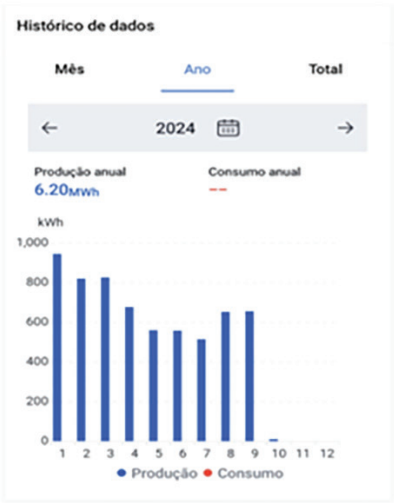 Histórico de dados
Mês Ano Total
← 2024 →
Produção anual Consumo anual
6.20MWh --
kWh
1,000
800
600
400
200
0
1 2 3 4 5 6 7 8 9 10 11 12
Produção Consumo